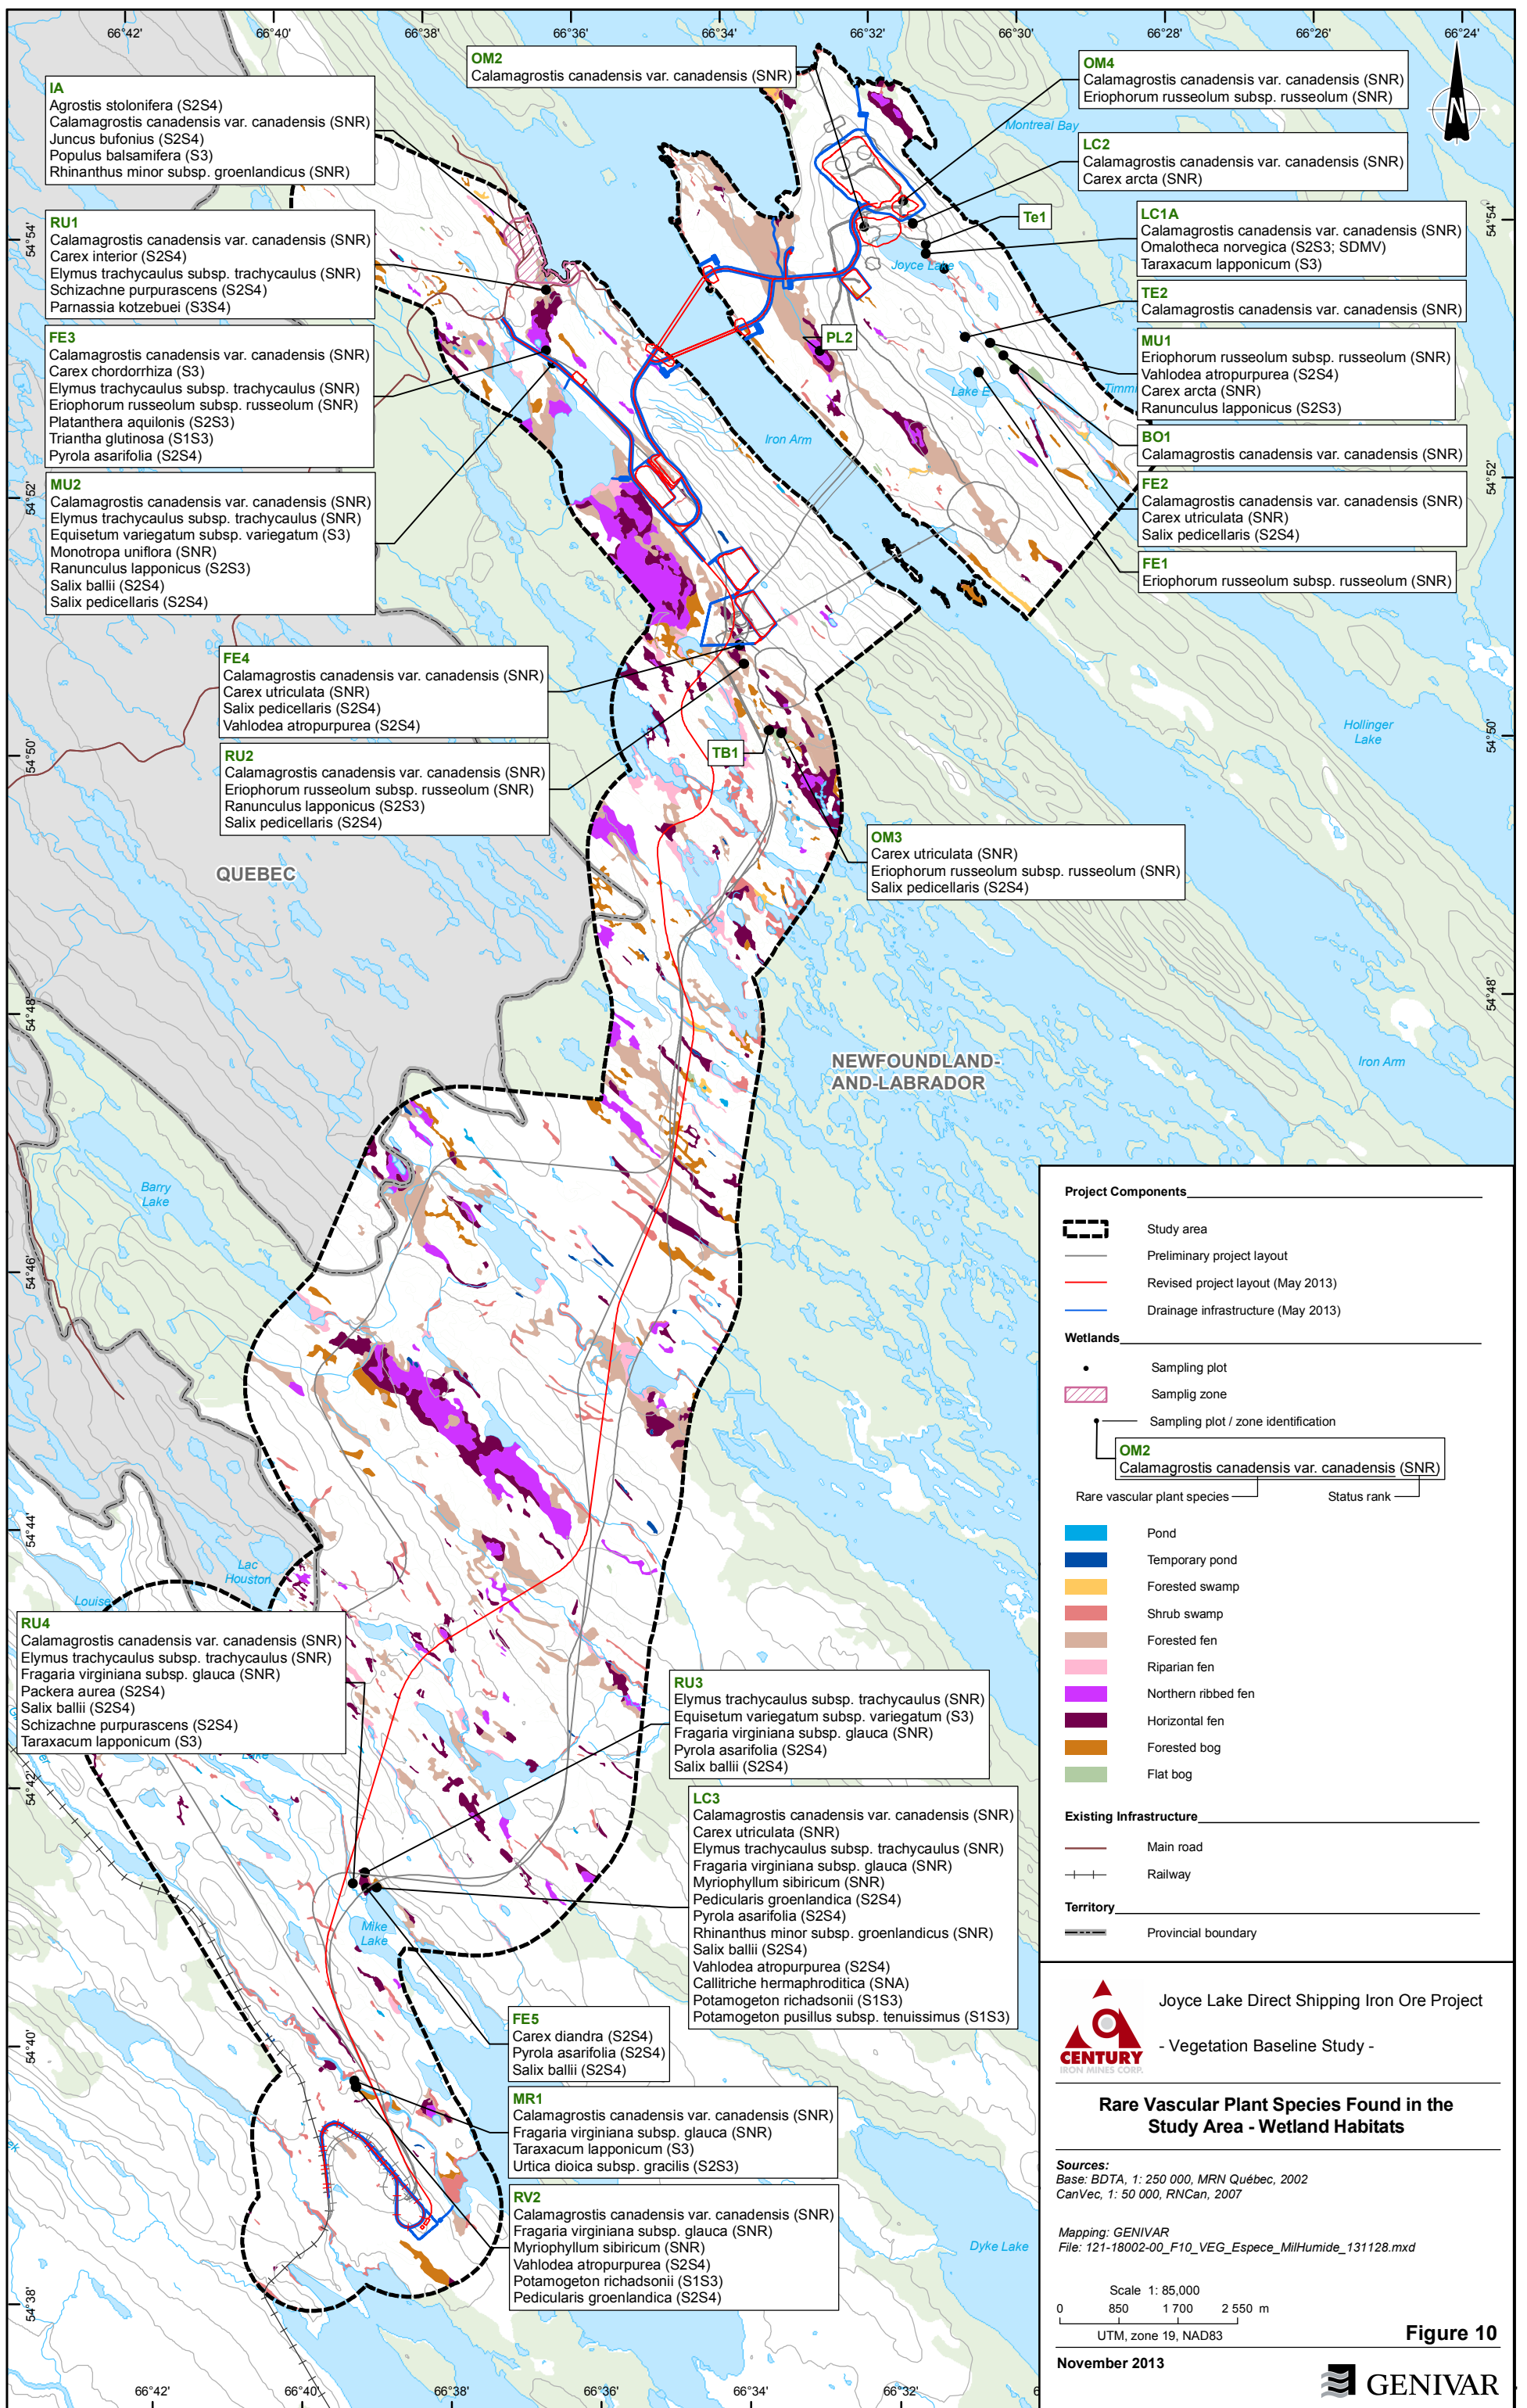 66°42'
66°40'
66°38'
66°36'
66°34'
66°32'
66°30'
66°28'
66°26'
66°24'
OM2
Calamagrostis canadensis var. canadensis (SNR)
OM4
Calamagrostis canadensis var. canadensis (SNR)
Eriophorum russeolum subsp. russeolum (SNR)
N
IA
Agrostis stolonifera (S2S4)
Calamagrostis canadensis var. canadensis (SNR)
Juncus bufonius (S2S4)
Populus balsamifera (S3)
Rhinanthus minor subsp. groenlandicus (SNR)
Montreal Bay
LC2
Calamagrostis canadensis var. canadensis (SNR)
Carex arcta (SNR)
Te1
LC1A
Calamagrostis canadensis var. canadensis (SNR)
Omalotheca norvegica (S2S3; SDMV)
Taraxacum lapponicum (S3)
54°54'
54°54'
RU1
Calamagrostis canadensis var. canadensis (SNR)
Carex interior (S2S4)
Elymus trachycaulus subsp. trachycaulus (SNR)
Schizachne purpurascens (S2S4)
Parnassia kotzebuei (S3S4)
Joyce Lake
TE2
Calamagrostis canadensis var. canadensis (SNR)
FE3
Calamagrostis canadensis var. canadensis (SNR)
Carex chordorrhiza (S3)
Elymus trachycaulus subsp. trachycaulus (SNR)
Eriophorum russeolum subsp. russeolum (SNR)
Platanthera aquilonis (S2S3)
Triantha glutinosa (S1S3)
Pyrola asarifolia (S2S4)
PL2
MU1
Eriophorum russeolum subsp. russeolum (SNR)
Vahlodea atropurpurea (S2S4)
Carex arcta (SNR)
Ranunculus lapponicus (S2S3)
Lake E
Timmi
Iron Arm
BO1
Calamagrostis canadensis var. canadensis (SNR)
MU2
Calamagrostis canadensis var. canadensis (SNR)
Elymus trachycaulus subsp. trachycaulus (SNR)
Equisetum variegatum subsp. variegatum (S3)
Monotropa uniflora (SNR)
Ranunculus lapponicus (S2S3)
Salix ballii (S2S4)
Salix pedicellaris (S2S4)
54°52'
54°52'
FE2
Calamagrostis canadensis var. canadensis (SNR)
Carex utriculata (SNR)
Salix pedicellaris (S2S4)
FE1
Eriophorum russeolum subsp. russeolum (SNR)
FE4
Calamagrostis canadensis var. canadensis (SNR)
Carex utriculata (SNR)
Salix pedicellaris (S2S4)
Vahlodea atropurpurea (S2S4)
Hollinger
Lake
54°50'
54°50'
TB1
RU2
Calamagrostis canadensis var. canadensis (SNR)
Eriophorum russeolum subsp. russeolum (SNR)
Ranunculus lapponicus (S2S3)
Salix pedicellaris (S2S4)
OM3
Carex utriculata (SNR)
Eriophorum russeolum subsp. russeolum (SNR)
Salix pedicellaris (S2S4)
QUEBEC
54°48'
54°48'
NEWFOUNDLAND-
AND-LABRADOR
Iron Arm
Barry
Lake
54°46'
54°44'
Lac
Houston
Louise
Lake
RU4
Calamagrostis canadensis var. canadensis (SNR)
Elymus trachycaulus subsp. trachycaulus (SNR)
Fragaria virginiana subsp. glauca (SNR)
Packera aurea (S2S4)
Salix ballii (S2S4)
Schizachne purpurascens (S2S4)
Taraxacum lapponicum (S3)
RU3
Elymus trachycaulus subsp. trachycaulus (SNR)
Equisetum variegatum subsp. variegatum (S3)
Fragaria virginiana subsp. glauca (SNR)
Pyrola asarifolia (S2S4)
Salix ballii (S2S4)
54°42'
LC3
Calamagrostis canadensis var. canadensis (SNR)
Carex utriculata (SNR)
Elymus trachycaulus subsp. trachycaulus (SNR)
Fragaria virginiana subsp. glauca (SNR)
Myriophyllum sibiricum (SNR)
Pedicularis groenlandica (S2S4)
Pyrola asarifolia (S2S4)
Rhinanthus minor subsp. groenlandicus (SNR)
Salix ballii (S2S4)
Vahlodea atropurpurea (S2S4)
Callitriche hermaphroditica (SNA)
Potamogeton richadsonii (S1S3)
Potamogeton pusillus subsp. tenuissimus (S1S3)
Mike
Lake
FE5
Carex diandra (S2S4)
Pyrola asarifolia (S2S4)
Salix ballii (S2S4)
54°40'
MR1
Calamagrostis canadensis var. canadensis (SNR)
Fragaria virginiana subsp. glauca (SNR)
Taraxacum lapponicum (S3)
Urtica dioica subsp. gracilis (S2S3)
RV2
Calamagrostis canadensis var. canadensis (SNR)
Fragaria virginiana subsp. glauca (SNR)
Myriophyllum sibiricum (SNR)
Vahlodea atropurpurea (S2S4)
Potamogeton richadsonii (S1S3)
Pedicularis groenlandica (S2S4)
Dyke Lake
54°38'
66°42'
66°40'
66°38'
66°36'
66°34'
66°32'
Project Components
Study area
Preliminary project layout
Revised project layout (May 2013)
Drainage infrastructure (May 2013)
Wetlands
Sampling plot
Samplig zone
Sampling plot / zone identification
OM2
Calamagrostis canadensis var. canadensis (SNR)
Rare vascular plant species
Status rank
Pond
Temporary pond
Forested swamp
Shrub swamp
Forested fen
Riparian fen
Northern ribbed fen
Horizontal fen
Forested bog
Flat bog
Existing Infrastructure
Main road
Railway
Territory
Provincial boundary
CENTURY
IRON MINES CORP.
Joyce Lake Direct Shipping Iron Ore Project
- Vegetation Baseline Study -
Rare Vascular Plant Species Found in the
Study Area - Wetland Habitats
Sources:
Base: BDTA, 1: 250 000, MRN Québec, 2002
CanVec, 1: 50 000, RNCan, 2007
Mapping: GENIVAR
File: 121-18002-00_F10_VEG_Espece_MilHumide_131128.mxd
Scale 1: 85,000
0 850 1 700 2 550 m
UTM, zone 19, NAD83
Figure 10
November 2013
GENIVAR